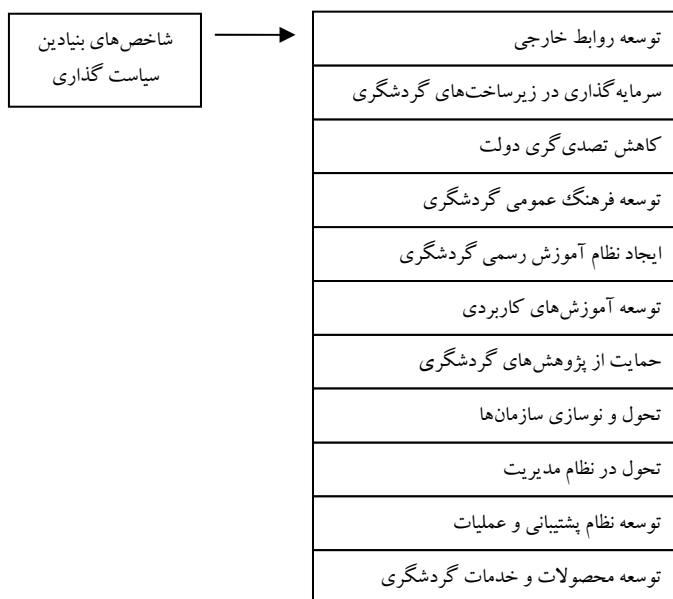 شاخص‌های بنیادین
سیاست گذاری
توسعه روابط خارجی
سرمایه‌گذاری در زیرساخت‌های گردشگری
کاهش تصدی‌گری دولت
توسعه فرهنگ عمومی گردشگری
ایجاد نظام آموزش رسمی گردشگری
توسعه آموزش‌های کاربردی
حمایت از پژوهش‌های گردشگری
تحول و نوسازی سازمان‌ها
تحول در نظام مدیریت
توسعه نظام پشتیبانی و عملیات
توسعه محصولات و خدمات گردشگری